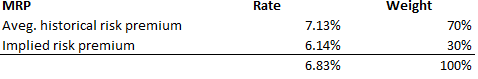 MRP Rate Weight
Aveg. historical risk premium 7.13% 70%
Implied risk premium 6.14% 30%
6.83% 100%